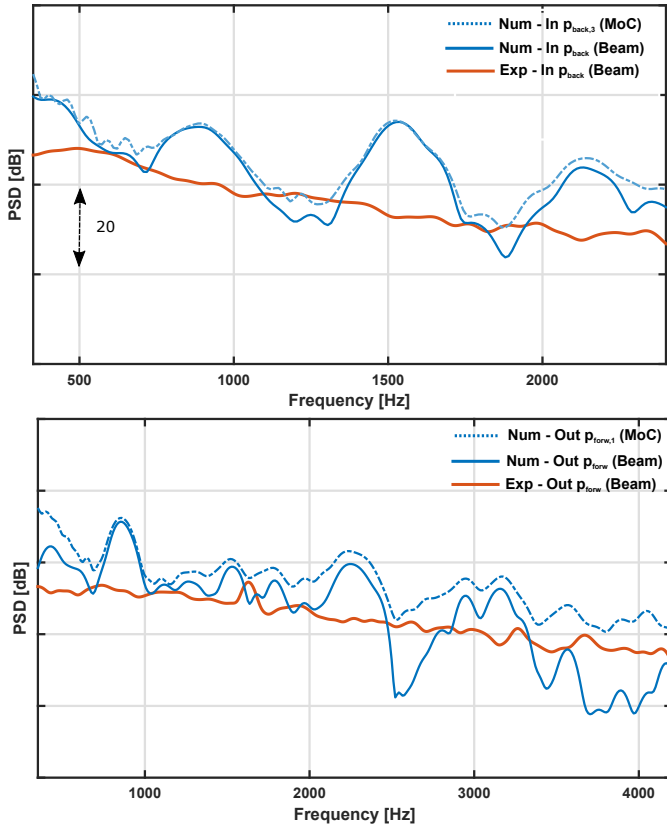 Num - In p_back,3 (MoC)
Num - In p_back (Beam)
Exp - In p_back (Beam)
PSD [dB]
20
500 1000 1500 2000
Frequency [Hz]
Num - Out p_forw,1 (MoC)
Num - Out p_forw (Beam)
Exp - Out p_forw (Beam)
PSD [dB]
1000 2000 3000 4000
Frequency [Hz]